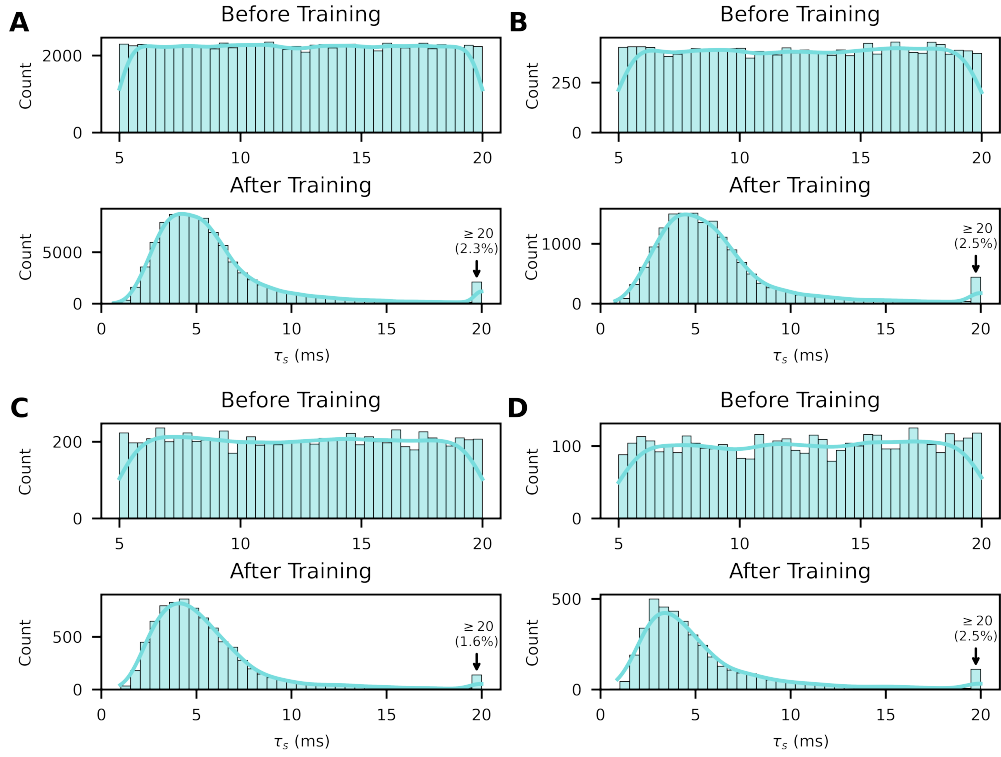 A
Before Training
Count
2000
0
5 10 15 20
After Training
Count
5000
0
≥ 20
(2.3%)
0 5 10 15 20
τs (ms)
B
Before Training
Count
250
0
5 10 15 20
After Training
Count
1000
0
≥ 20
(2.5%)
0 5 10 15 20
τs (ms)
C
Before Training
Count
200
0
5 10 15 20
After Training
Count
500
0
≥ 20
(1.6%)
0 5 10 15 20
τs (ms)
D
Before Training
Count
100
0
5 10 15 20
After Training
Count
500
0
≥ 20
(2.5%)
0 5 10 15 20
τs (ms)